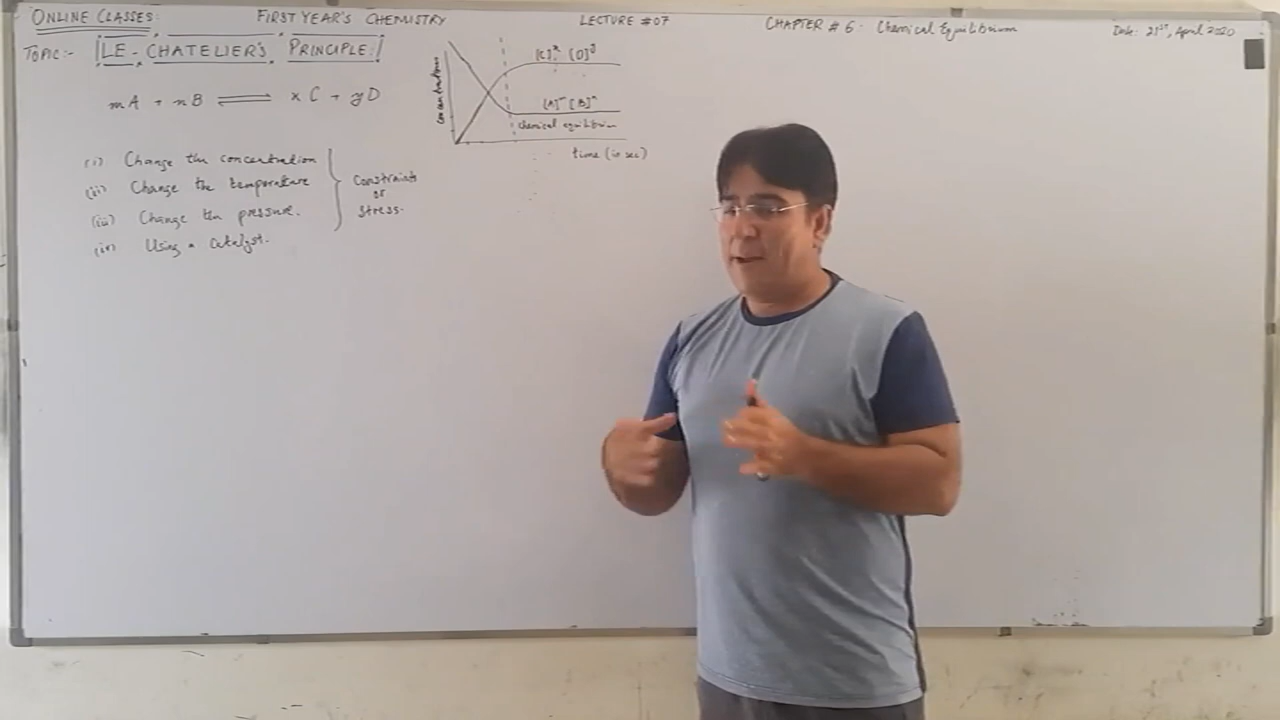 ONLINE CLASSES: FIRST YEAR'S CHEMISTRY LECTURE #07 CHAPTER # 6 - Chemical Equilibrium Date: 21ST, April 2020
TOPIC:- LE-CHATELIER'S PRINCIPLE:
mA + nB ⇌ xC + yD
(i) Change the concentration
(ii) Change the temperature
(iii) Change the pressure.
(iv) Using a catalyst.
Constraints
or
Stress.
concentration
[C]ˣ [D]ʸ
[A]ᵐ [B]ⁿ
chemical equilibrium
time (in sec)